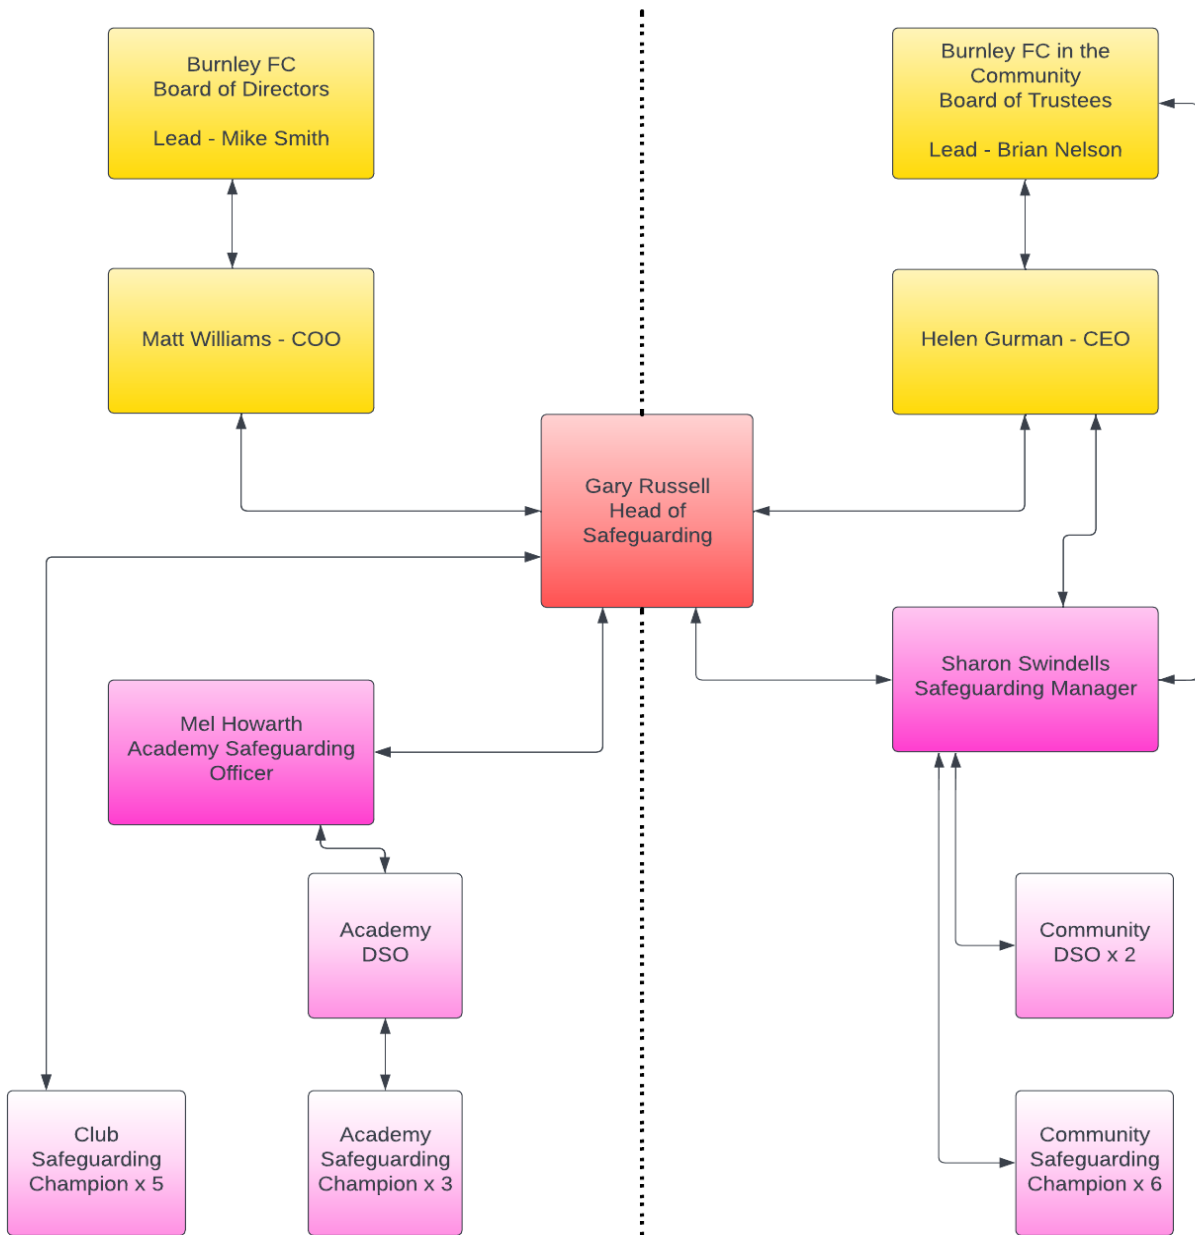 Burnley FC
Board of Directors
Lead - Mike Smith
Burnley FC in the
Community
Board of Trustees
Lead - Brian Nelson
Matt Williams - COO
Helen Gurman - CEO
Gary Russell
Head of
Safeguarding
Sharon Swindells
Safeguarding Manager
Mel Howarth
Academy Safeguarding
Officer
Academy
DSO
Community
DSO x 2
Club
Safeguarding
Champion x 5
Academy
Safeguarding
Champion x 3
Community
Safeguarding
Champion x 6